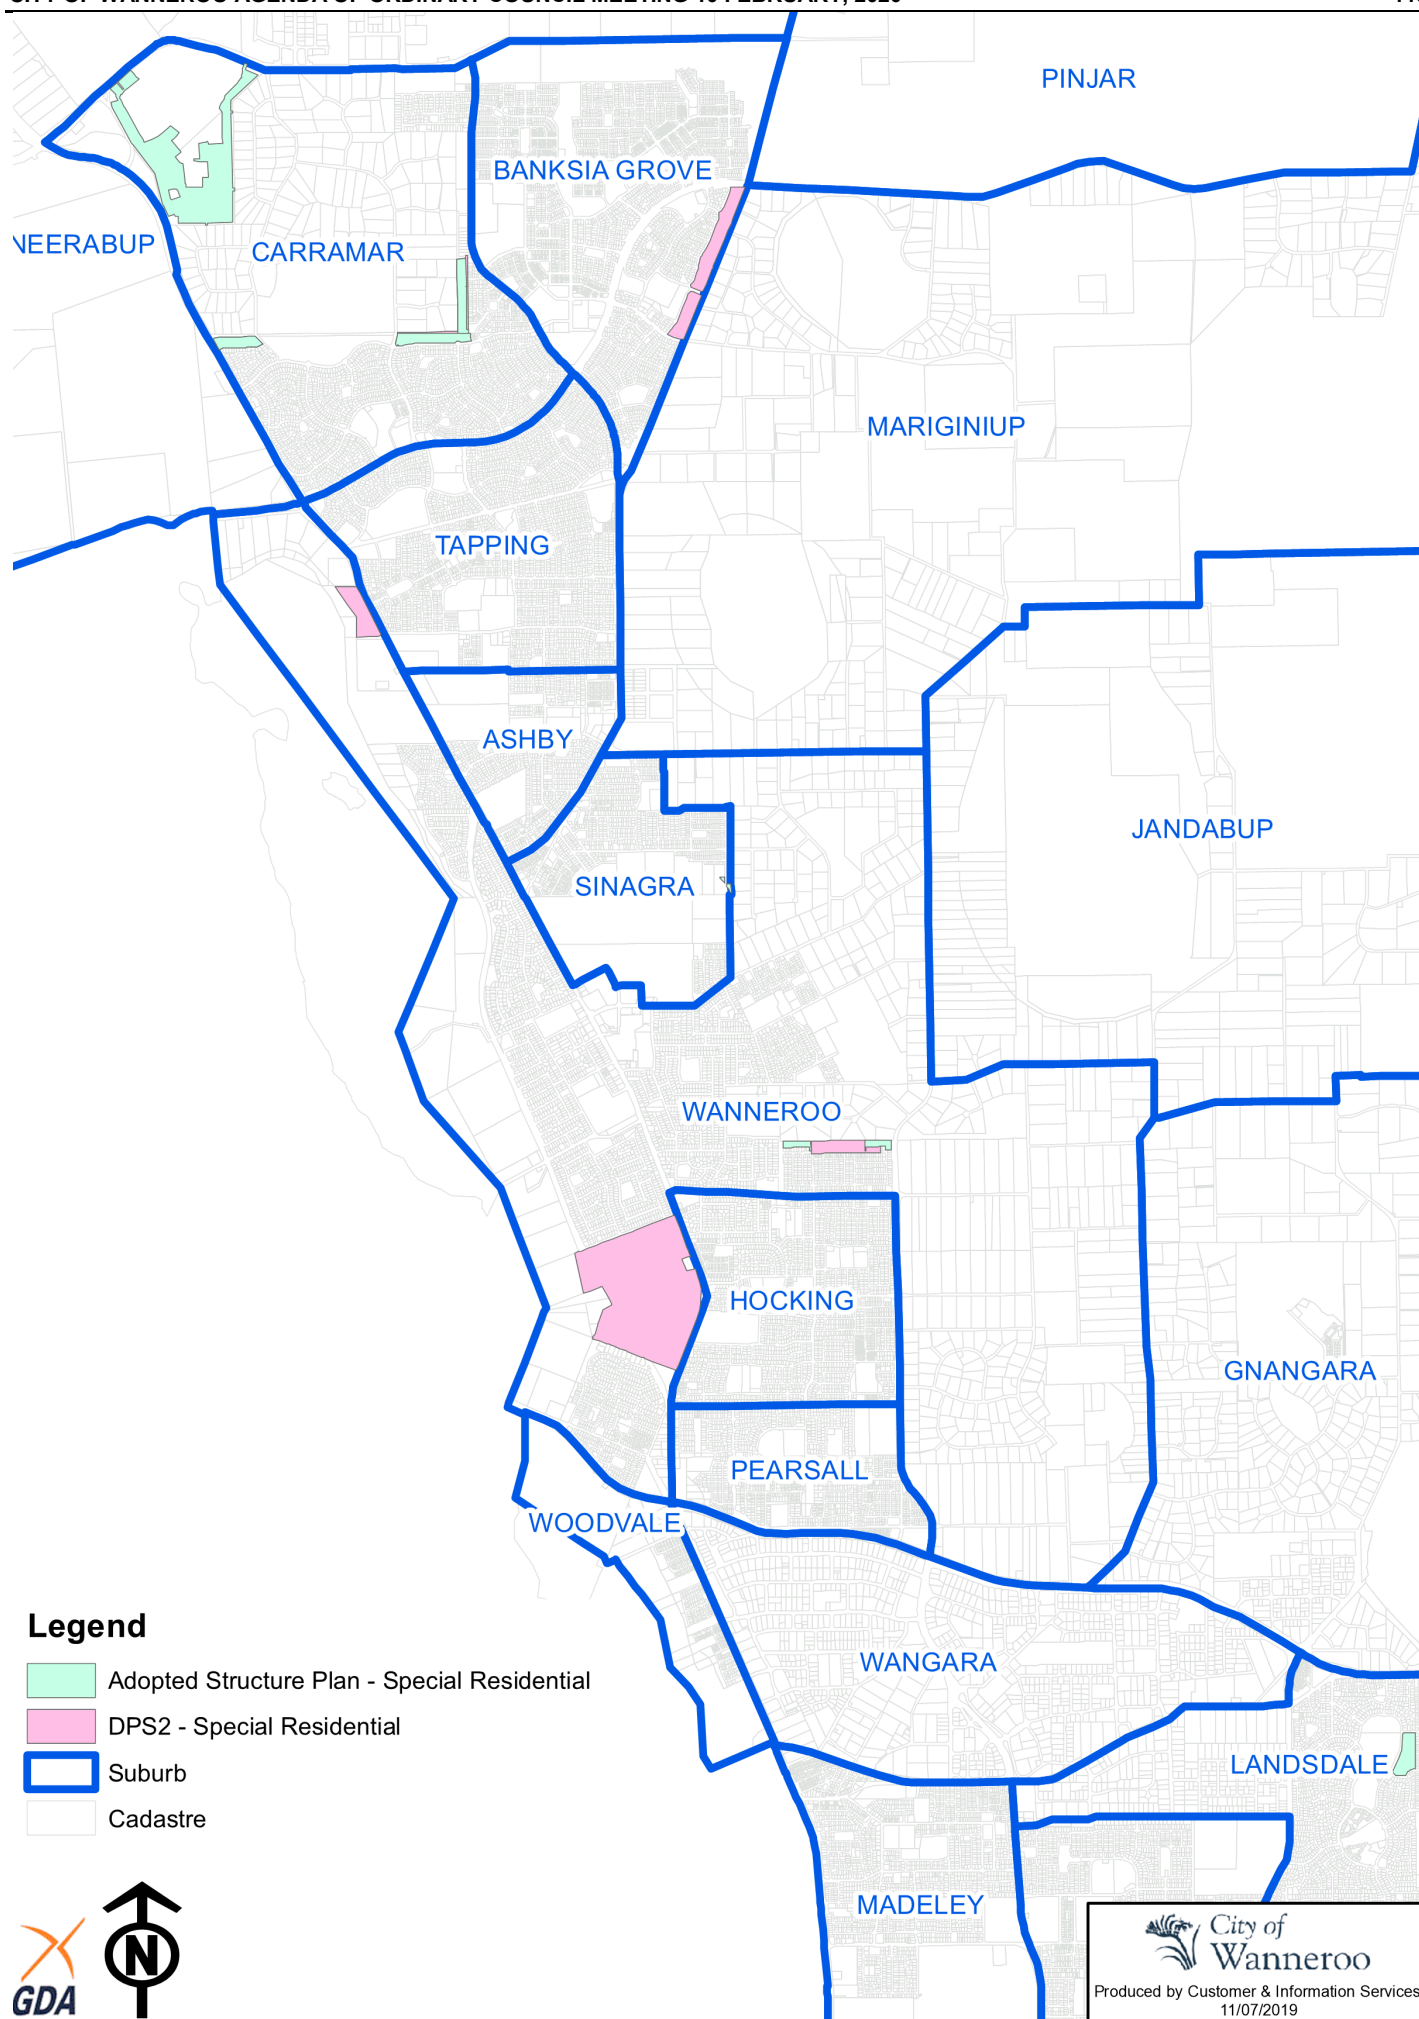 PINJAR
BANKSIA GROVE
NEERABUP
CARRAMAR
MARIGINIUP
TAPPING
ASHBY
JANDABUP
SINAGRA
WANNEROO
HOCKING
GNANGARA
PEARSALL
WOODVALE
WANGARA
LANDSDALE
MADELEY
Legend
Adopted Structure Plan - Special Residential
DPS2 - Special Residential
Suburb
Cadastre
N
GDA
City of
Wanneroo
Produced by Customer & Information Services
11/07/2019